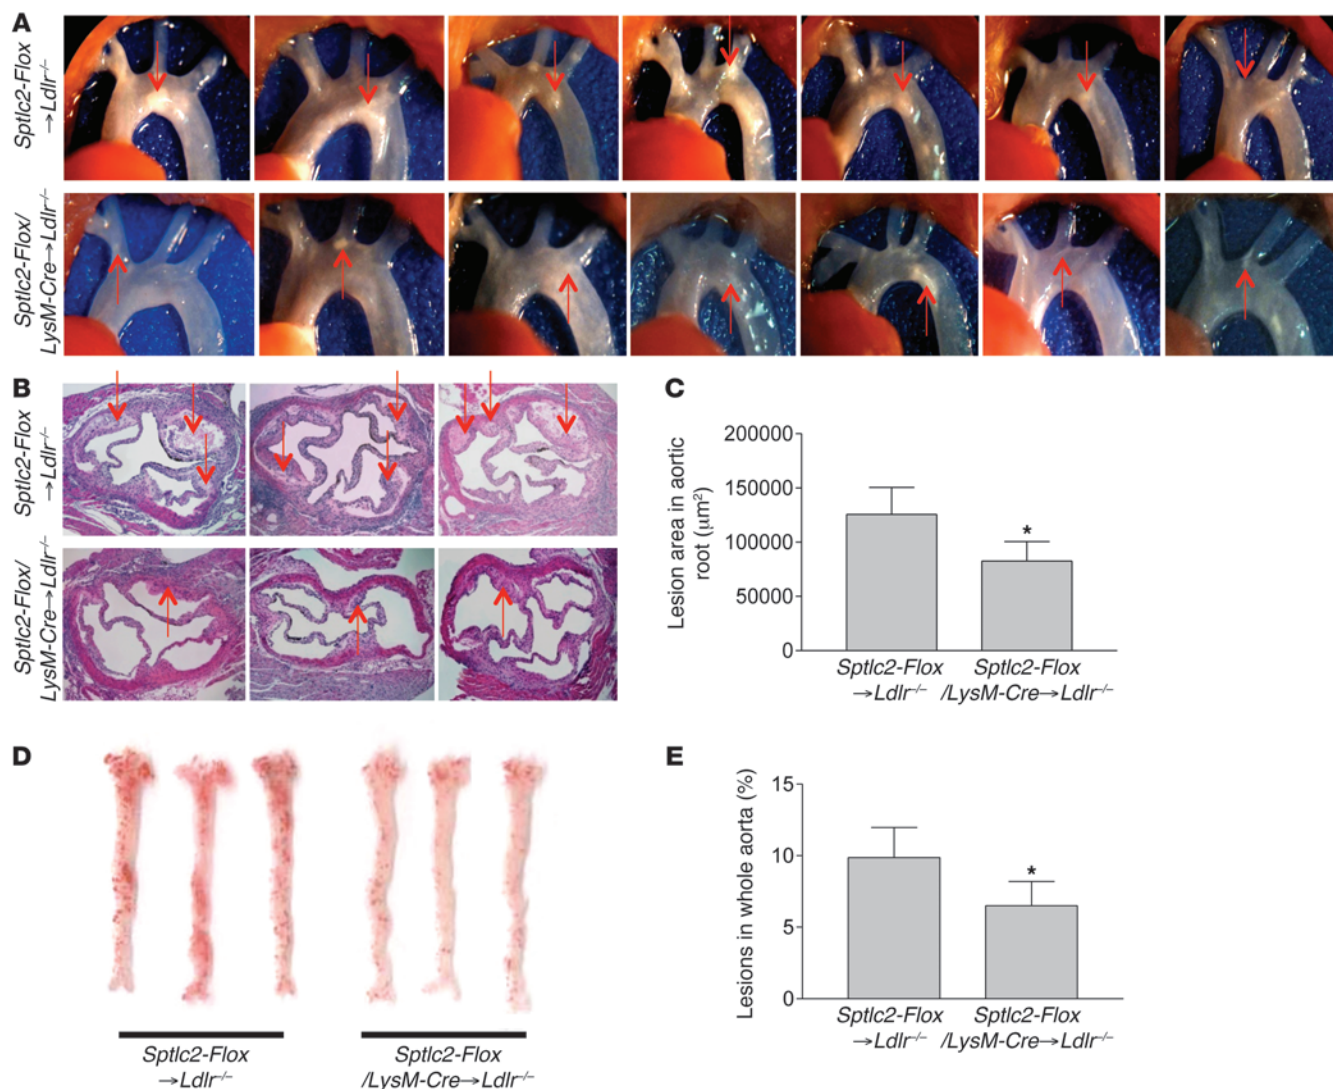 A
Sptlc2-Flox
→Ldlr⁻/⁻
Sptlc2-Flox/
LysM-Cre→Ldlr⁻/⁻
B
Sptlc2-Flox
→Ldlr⁻/⁻
Sptlc2-Flox/
LysM-Cre→Ldlr⁻/⁻
C
Lesion area in aortic
root (μm²)
200000
150000
100000
50000
0
*
Sptlc2-Flox
→Ldlr⁻/⁻
Sptlc2-Flox
/LysM-Cre→Ldlr⁻/⁻
D
Sptlc2-Flox
→Ldlr⁻/⁻
Sptlc2-Flox
/LysM-Cre→Ldlr⁻/⁻
E
Lesions in whole aorta (%)
15
10
5
0
*
Sptlc2-Flox
→Ldlr⁻/⁻
Sptlc2-Flox
/LysM-Cre→Ldlr⁻/⁻